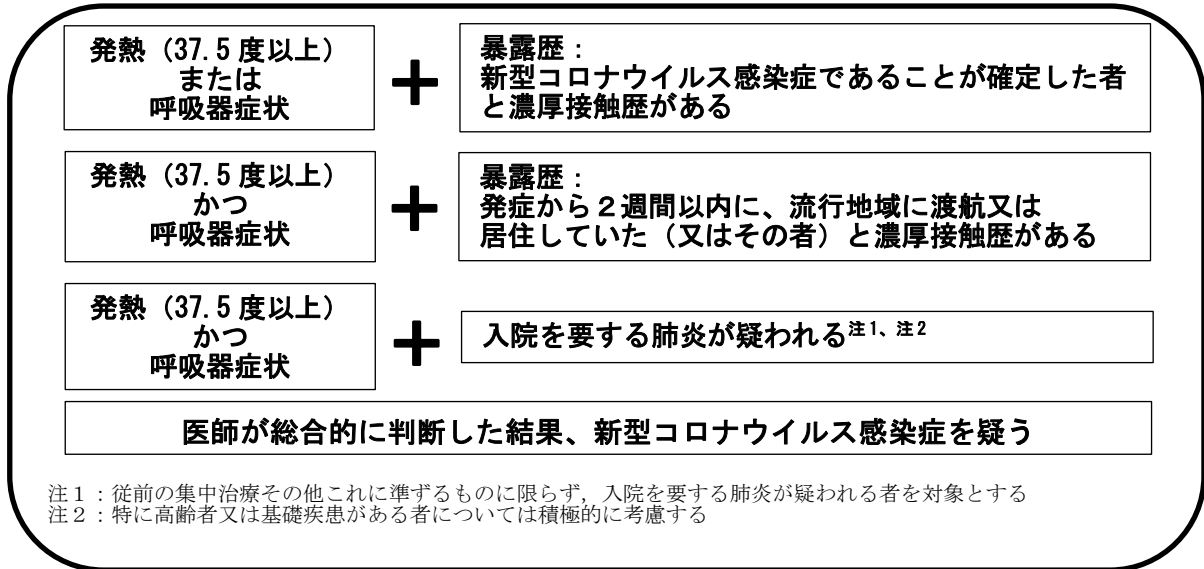 発熱（37.5度以上）
または
呼吸器症状
＋
暴露歴：
新型コロナウイルス感染症であることが確定した者
と濃厚接触歴がある
発熱（37.5度以上）
かつ
呼吸器症状
＋
暴露歴：
発症から２週間以内に、流行地域に渡航又は
居住していた（又はその者）と濃厚接触歴がある
発熱（37.5度以上）
かつ
呼吸器症状
＋
入院を要する肺炎が疑われる注1、注2
医師が総合的に判断した結果、新型コロナウイルス感染症を疑う
注１：従前の集中治療その他これに準ずるものに限らず，入院を要する肺炎が疑われる者を対象とする
注２：特に高齢者又は基礎疾患がある者については積極的に考慮する